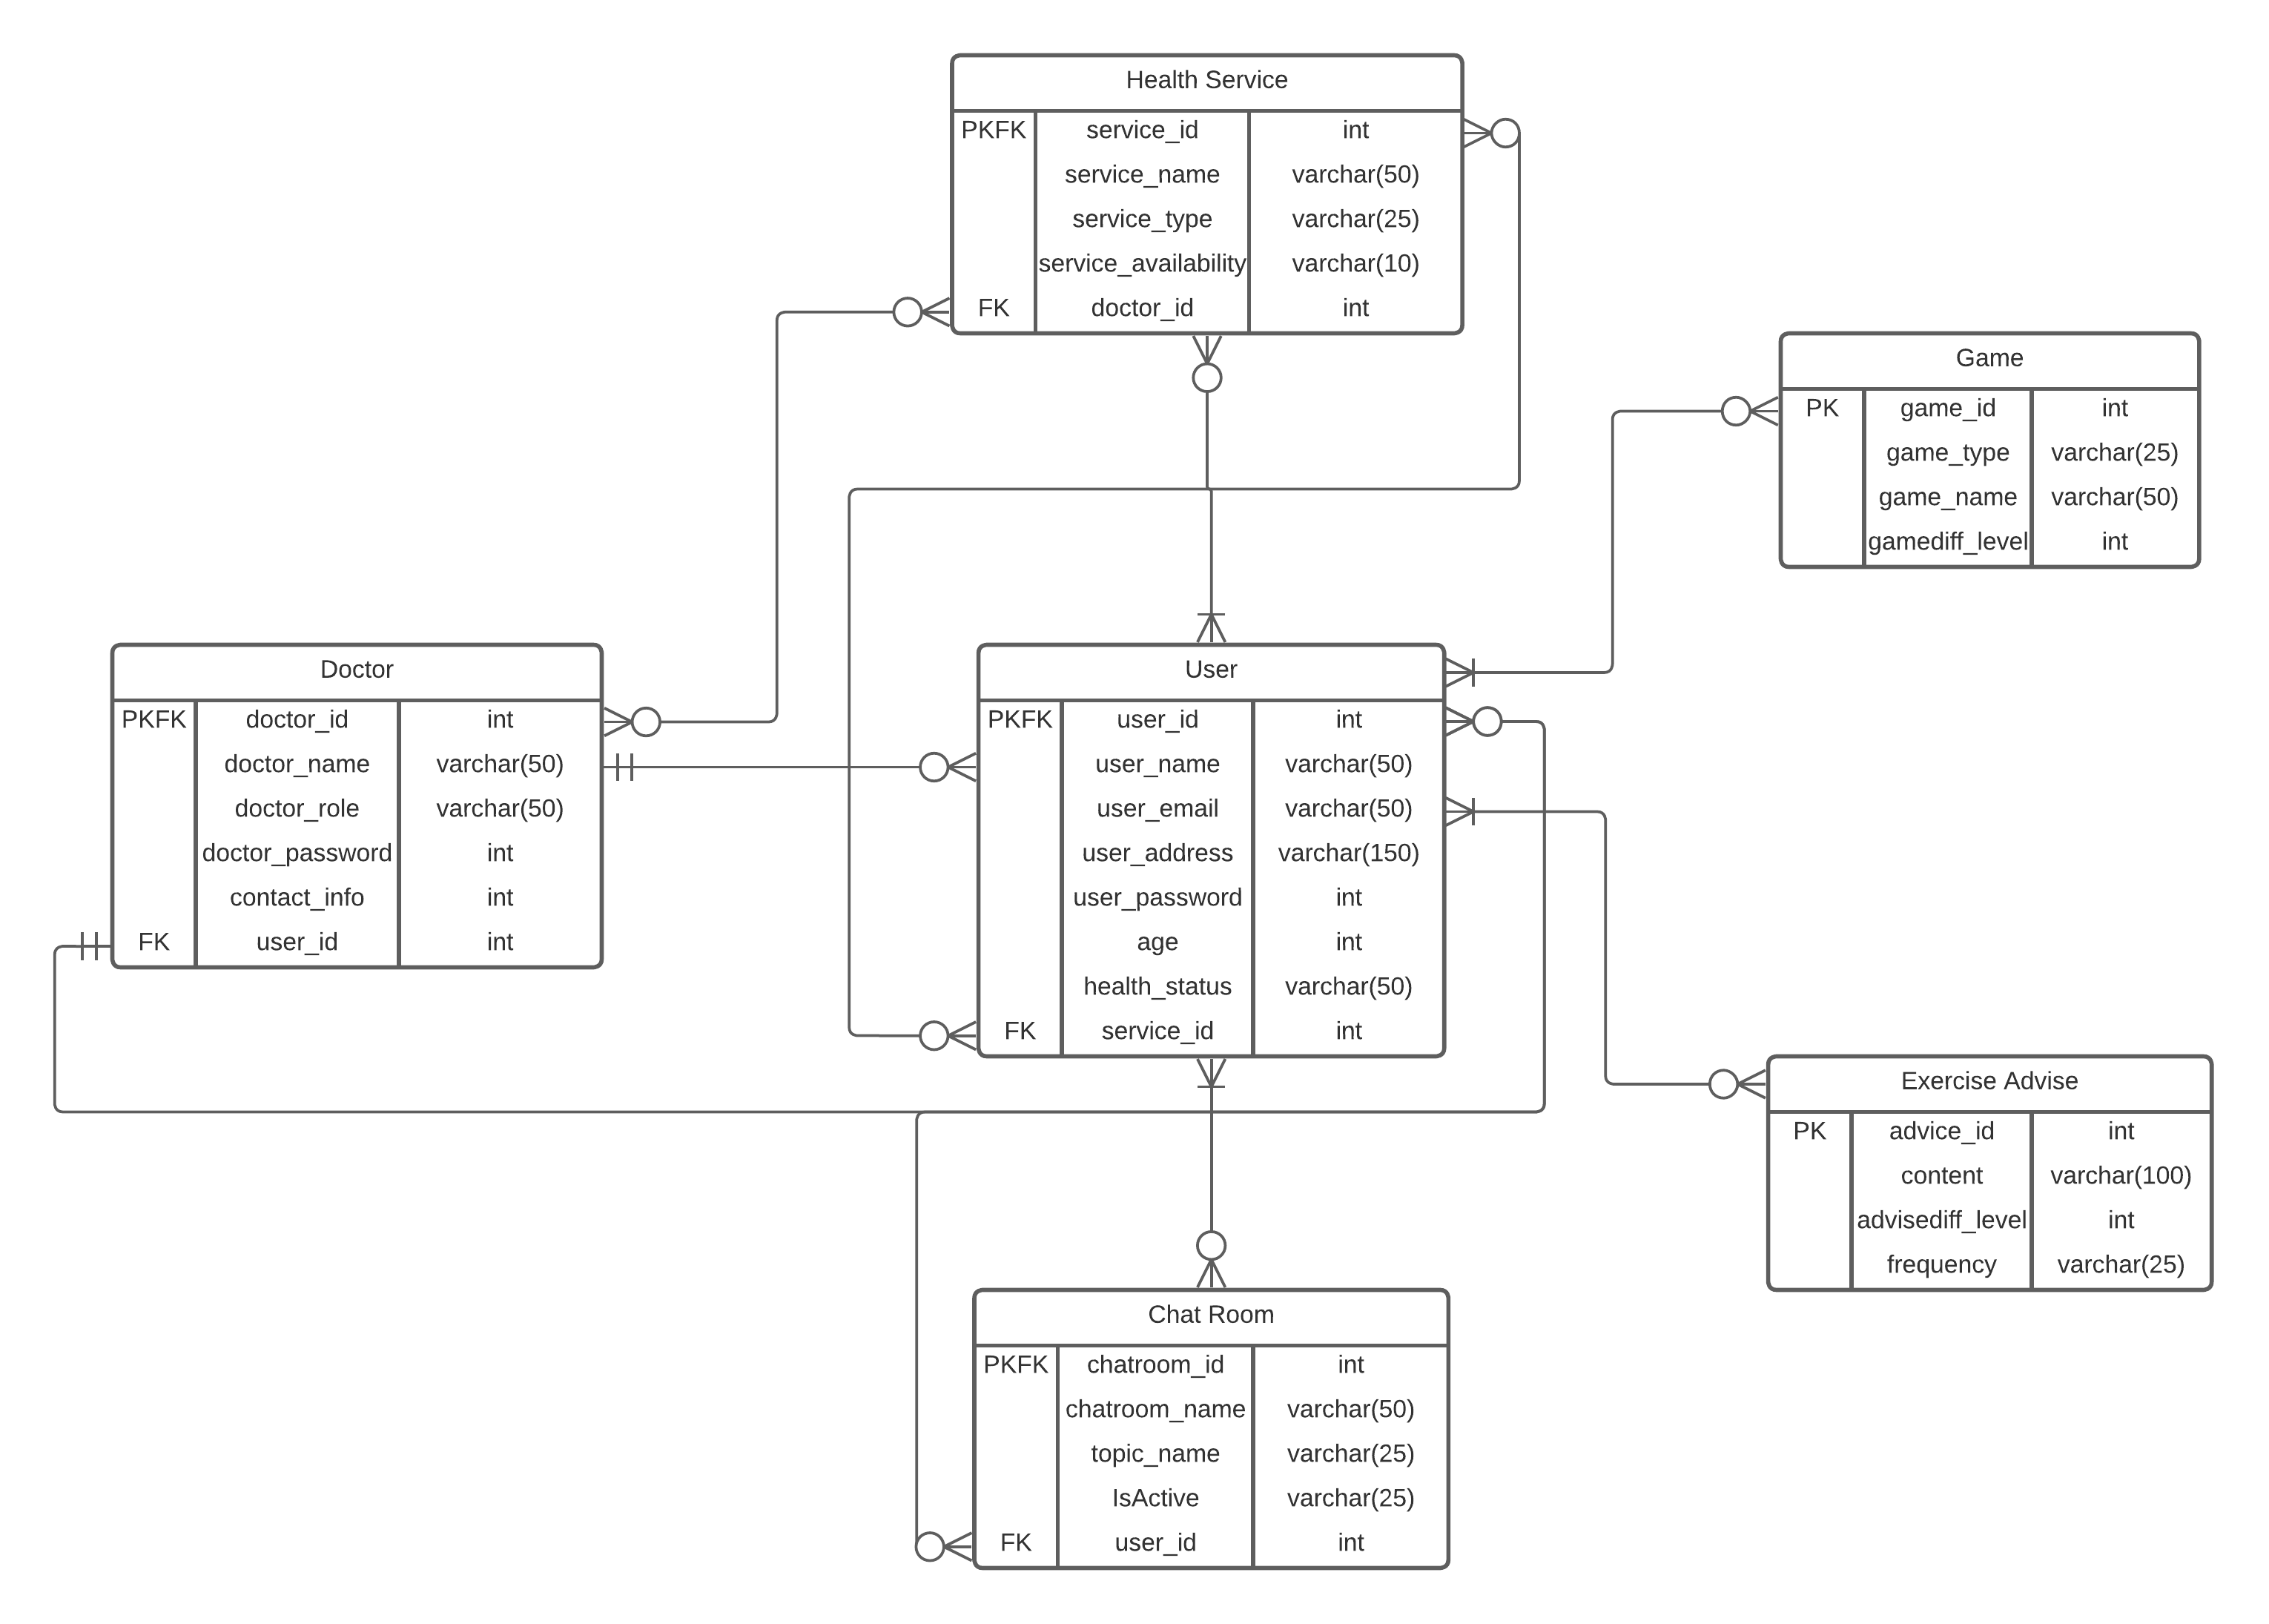 Health Service
PKFK service_id int
service_name varchar(50)
service_type varchar(25)
service_availability varchar(10)
FK doctor_id int
Game
PK game_id int
game_type varchar(25)
game_name varchar(50)
gamediff_level int
Doctor
PKFK doctor_id int
doctor_name varchar(50)
doctor_role varchar(50)
doctor_password int
contact_info int
FK user_id int
User
PKFK user_id int
user_name varchar(50)
user_email varchar(50)
user_address varchar(150)
user_password int
age int
health_status varchar(50)
FK service_id int
Exercise Advise
PK advice_id int
content varchar(100)
advisediff_level int
frequency varchar(25)
Chat Room
PKFK chatroom_id int
chatroom_name varchar(50)
topic_name varchar(25)
IsActive varchar(25)
FK user_id int